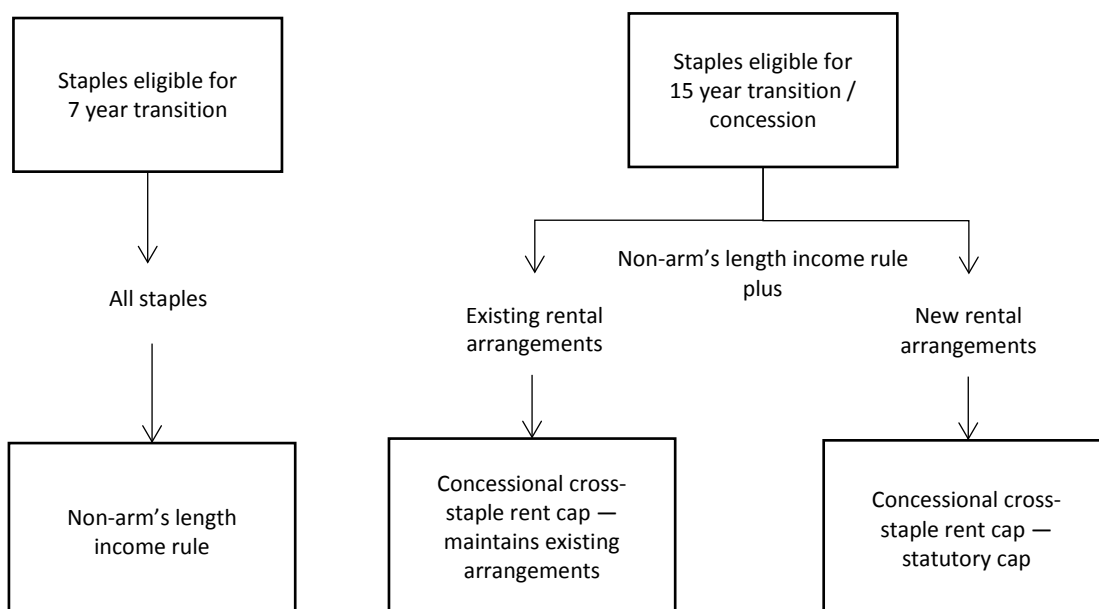 Staples eligible for
7 year transition
Staples eligible for
15 year transition /
concession
Non-arm’s length income rule
plus
All staples
Existing rental
arrangements
New rental
arrangements
Non-arm’s length
income rule
Concessional cross-
staple rent cap —
maintains existing
arrangements
Concessional cross-
staple rent cap —
statutory cap